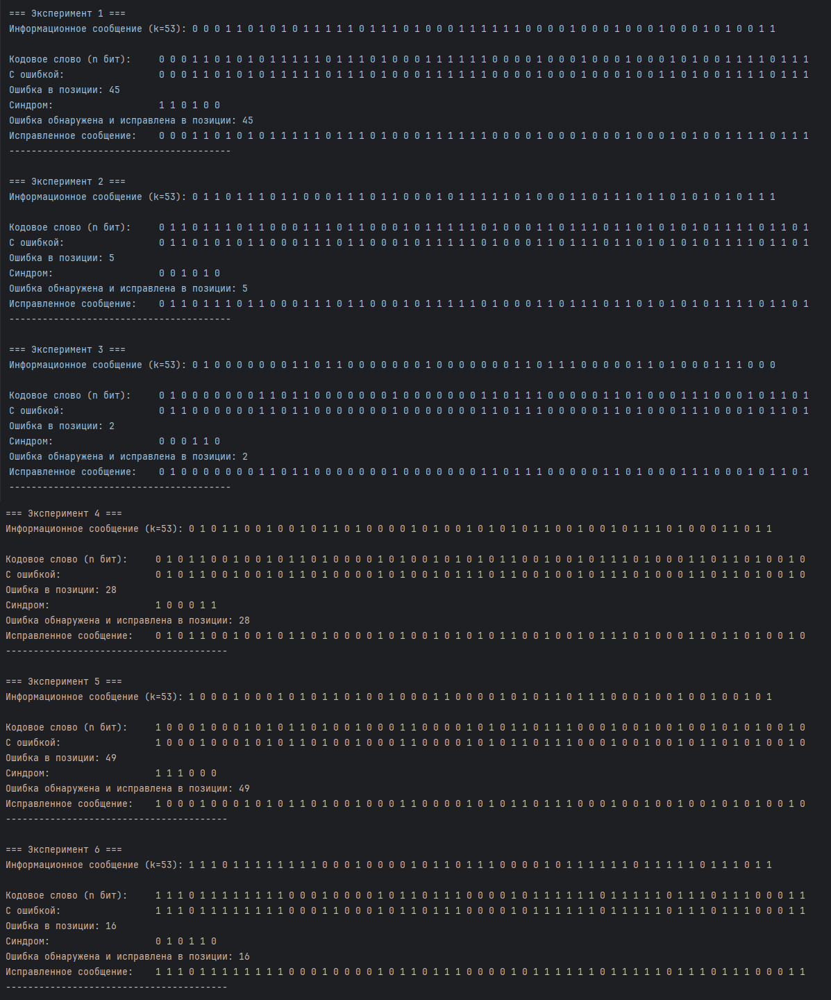 === Эксперимент 1 ===
Информационное сообщение (k=53): 0 0 0 1 1 0 1 0 1 0 1 1 1 1 1 0 1 1 1 0 1 0 0 0 1 1 1 1 1 1 0 0 0 0 1 0 0 0 1 0 0 0 1 0 0 0 1 0 1 0 0 1 1
Кодовое слово (n бит): 0 0 0 1 1 0 1 0 1 0 1 1 1 1 1 0 1 1 1 0 1 0 0 0 1 1 1 1 1 1 0 0 0 0 1 0 0 0 1 0 0 0 1 0 0 0 1 0 1 0 0 1 1 1 1 0 1 1 1
С ошибкой: 0 0 0 1 1 0 1 0 1 0 1 1 1 1 1 0 1 1 1 0 1 0 0 0 1 1 1 1 1 1 0 0 0 0 1 0 0 0 1 0 0 0 1 0 0 1 1 0 1 0 0 1 1 1 1 0 1 1 1
Ошибка в позиции: 45
Синдром: 1 1 0 1 0 0
Ошибка обнаружена и исправлена в позиции: 45
Исправленное сообщение: 0 0 0 1 1 0 1 0 1 0 1 1 1 1 1 0 1 1 1 0 1 0 0 0 1 1 1 1 1 1 0 0 0 0 1 0 0 0 1 0 0 0 1 0 0 0 1 0 1 0 0 1 1 1 1 0 1 1 1
----------------------------------------
=== Эксперимент 2 ===
Информационное сообщение (k=53): 0 1 1 0 1 1 1 0 1 1 0 0 0 1 1 1 0 1 1 0 0 0 1 0 1 1 1 1 1 0 1 0 0 0 1 1 0 1 1 1 0 1 1 0 1 0 1 0 1 0 1 1 1
Кодовое слово (n бит): 0 1 1 0 1 1 1 0 1 1 0 0 0 1 1 1 0 1 1 0 0 0 1 0 1 1 1 1 1 0 1 0 0 0 1 1 0 1 1 1 0 1 1 0 1 0 1 0 1 0 1 1 1 1 0 1 1 0 1
С ошибкой: 0 1 1 0 1 0 1 0 1 1 0 0 0 1 1 1 0 1 1 0 0 0 1 0 1 1 1 1 1 0 1 0 0 0 1 1 0 1 1 1 0 1 1 0 1 0 1 0 1 0 1 1 1 1 0 1 1 0 1
Ошибка в позиции: 5
Синдром: 0 0 1 0 1 0
Ошибка обнаружена и исправлена в позиции: 5
Исправленное сообщение: 0 1 1 0 1 1 1 0 1 1 0 0 0 1 1 1 0 1 1 0 0 0 1 0 1 1 1 1 1 0 1 0 0 0 1 1 0 1 1 1 0 1 1 0 1 0 1 0 1 0 1 1 1 1 0 1 1 0 1
----------------------------------------
=== Эксперимент 3 ===
Информационное сообщение (k=53): 0 1 0 0 0 0 0 0 0 1 1 0 1 1 0 0 0 0 0 0 0 1 0 0 0 0 0 0 0 1 1 0 1 1 1 0 0 0 0 0 1 1 0 1 0 0 0 1 1 1 0 0 0
Кодовое слово (n бит): 0 1 0 0 0 0 0 0 0 1 1 0 1 1 0 0 0 0 0 0 0 1 0 0 0 0 0 0 0 1 1 0 1 1 1 0 0 0 0 0 1 1 0 1 0 0 0 1 1 1 0 0 0 1 0 1 1 0 1
С ошибкой: 0 1 1 0 0 0 0 0 0 1 1 0 1 1 0 0 0 0 0 0 0 1 0 0 0 0 0 0 0 1 1 0 1 1 1 0 0 0 0 0 1 1 0 1 0 0 0 1 1 1 0 0 0 1 0 1 1 0 1
Ошибка в позиции: 2
Синдром: 0 0 0 1 1 0
Ошибка обнаружена и исправлена в позиции: 2
Исправленное сообщение: 0 1 0 0 0 0 0 0 0 1 1 0 1 1 0 0 0 0 0 0 0 1 0 0 0 0 0 0 0 1 1 0 1 1 1 0 0 0 0 0 1 1 0 1 0 0 0 1 1 1 0 0 0 1 0 1 1 0 1
----------------------------------------
=== Эксперимент 4 ===
Информационное сообщение (k=53): 0 1 0 1 1 0 0 1 0 0 1 0 1 1 0 1 0 0 0 0 1 0 1 0 0 1 0 1 0 1 0 1 1 0 0 1 0 0 1 0 1 1 1 0 1 0 0 0 1 1 0 1 1
Кодовое слово (n бит): 0 1 0 1 1 0 0 1 0 0 1 0 1 1 0 1 0 0 0 0 1 0 1 0 0 1 0 1 0 1 0 1 1 0 0 1 0 0 1 0 1 1 1 0 1 0 0 0 1 1 0 1 1 0 1 0 0 1 0
С ошибкой: 0 1 0 1 1 0 0 1 0 0 1 0 1 1 0 1 0 0 0 0 1 0 1 0 0 1 0 1 1 1 0 1 1 0 0 1 0 0 1 0 1 1 1 0 1 0 0 0 1 1 0 1 1 0 1 0 0 1 0
Ошибка в позиции: 28
Синдром: 1 0 0 0 1 1
Ошибка обнаружена и исправлена в позиции: 28
Исправленное сообщение: 0 1 0 1 1 0 0 1 0 0 1 0 1 1 0 1 0 0 0 0 1 0 1 0 0 1 0 1 0 1 0 1 1 0 0 1 0 0 1 0 1 1 1 0 1 0 0 0 1 1 0 1 1 0 1 0 0 1 0
----------------------------------------
=== Эксперимент 5 ===
Информационное сообщение (k=53): 1 0 0 0 1 0 0 0 1 0 1 0 1 1 0 1 0 0 1 0 0 0 1 1 0 0 0 0 1 0 1 0 1 1 0 1 1 1 0 0 0 1 0 0 1 0 0 1 0 0 1 0 1
Кодовое слово (n бит): 1 0 0 0 1 0 0 0 1 0 1 0 1 1 0 1 0 0 1 0 0 0 1 1 0 0 0 0 1 0 1 0 1 1 0 1 1 1 0 0 0 1 0 0 1 0 0 1 0 0 1 0 1 0 1 0 0 1 0
С ошибкой: 1 0 0 0 1 0 0 0 1 0 1 0 1 1 0 1 0 0 1 0 0 0 1 1 0 0 0 0 1 0 1 0 1 1 0 1 1 1 0 0 0 1 0 0 1 0 0 1 0 1 1 0 1 0 1 0 0 1 0
Ошибка в позиции: 49
Синдром: 1 1 1 0 0 0
Ошибка обнаружена и исправлена в позиции: 49
Исправленное сообщение: 1 0 0 0 1 0 0 0 1 0 1 0 1 1 0 1 0 0 1 0 0 0 1 1 0 0 0 0 1 0 1 0 1 1 0 1 1 1 0 0 0 1 0 0 1 0 0 1 0 0 1 0 1 0 1 0 0 1 0
----------------------------------------
=== Эксперимент 6 ===
Информационное сообщение (k=53): 1 1 1 0 1 1 1 1 1 1 1 1 0 0 0 1 0 0 0 0 1 0 1 1 0 1 1 1 0 0 0 0 1 0 1 1 1 1 1 1 0 1 1 1 1 1 0 1 1 1 0 1 1
Кодовое слово (n бит): 1 1 1 0 1 1 1 1 1 1 1 1 0 0 0 1 0 0 0 0 1 0 1 1 0 1 1 1 0 0 0 0 1 0 1 1 1 1 1 1 0 1 1 1 1 1 0 1 1 1 0 1 1 1 0 0 0 1 1
С ошибкой: 1 1 1 0 1 1 1 1 1 1 1 1 0 0 0 1 1 0 0 0 1 0 1 1 0 1 1 1 0 0 0 0 1 0 1 1 1 1 1 1 0 1 1 1 1 1 0 1 1 1 0 1 1 1 0 0 0 1 1
Ошибка в позиции: 16
Синдром: 0 1 0 1 1 0
Ошибка обнаружена и исправлена в позиции: 16
Исправленное сообщение: 1 1 1 0 1 1 1 1 1 1 1 1 0 0 0 1 0 0 0 0 1 0 1 1 0 1 1 1 0 0 0 0 1 0 1 1 1 1 1 1 0 1 1 1 1 1 0 1 1 1 0 1 1 1 0 0 0 1 1
----------------------------------------